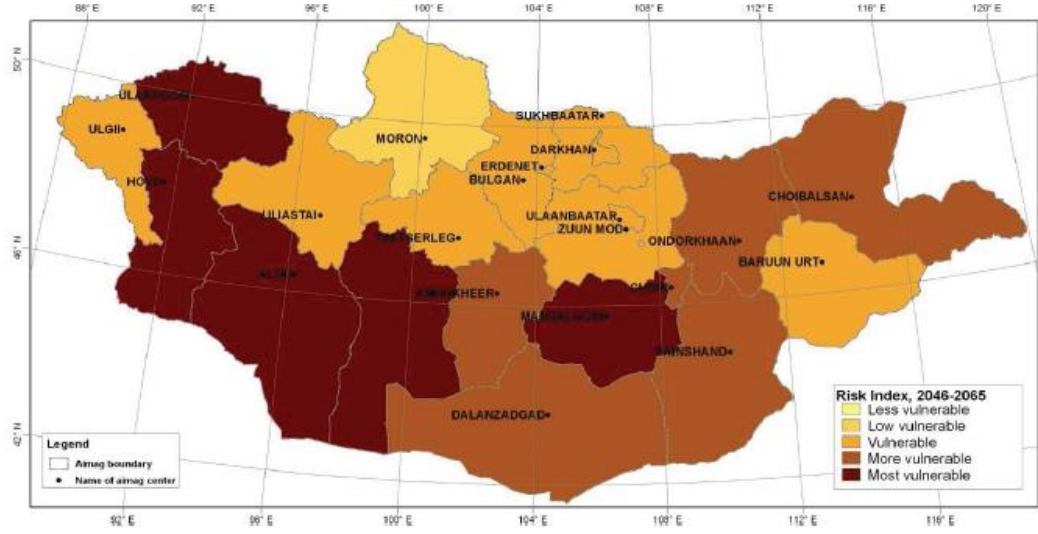 88° E 92° E 96° E 100° E 104° E 108° E 112° E 116° E 120° E
50° N
46° N
42° N
ULGII
HOVD
MORON
SUKHBAATAR
DARKHAN
ERDENET
BULGAN
ULIASTAI
ULAANBAATAR
ZUUN MOD
CHOIBALSAN
ONDORKHAAN
BARUUN URT
ALTAI
MANDALGOBI
SAINSHAND
DALANZADGAD
Legend
Aimag boundary
Name of aimag center
Risk Index, 2046-2065
Less vulnerable
Low vulnerable
Vulnerable
More vulnerable
Most vulnerable
92° E 96° E 100° E 104° E 108° E 112° E 116° E